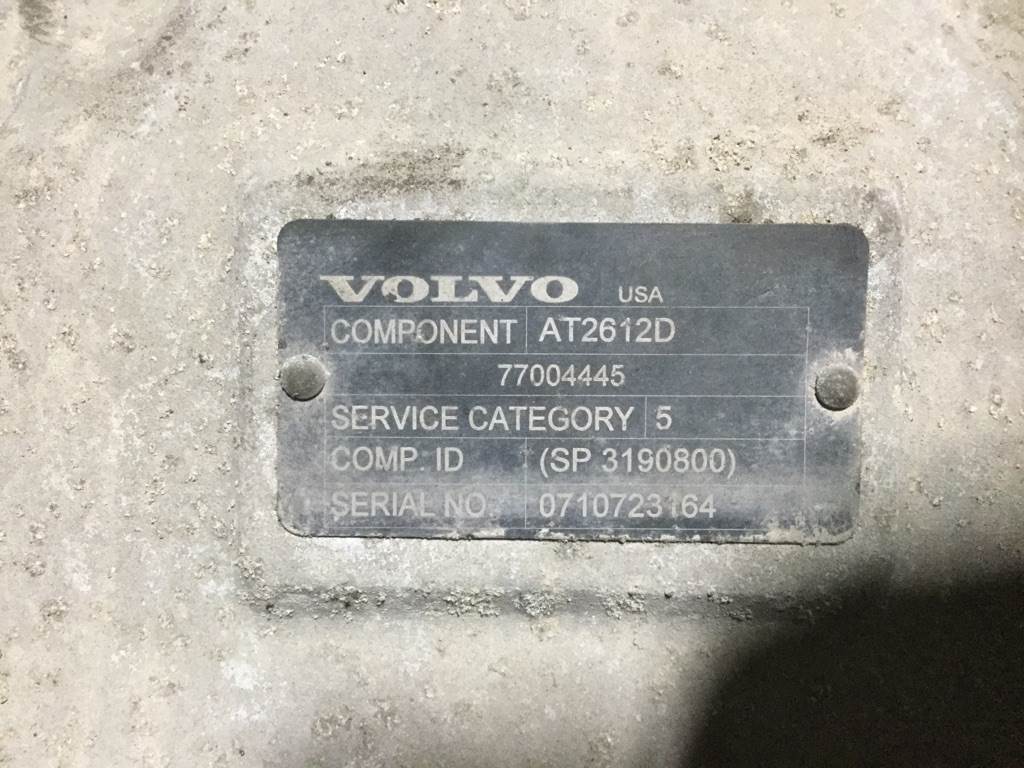 VOLVO USA
COMPONENT AT2612D
77004445
SERVICE CATEGORY 5
COMP. ID (SP 3190800)
SERIAL NO. 0710723164